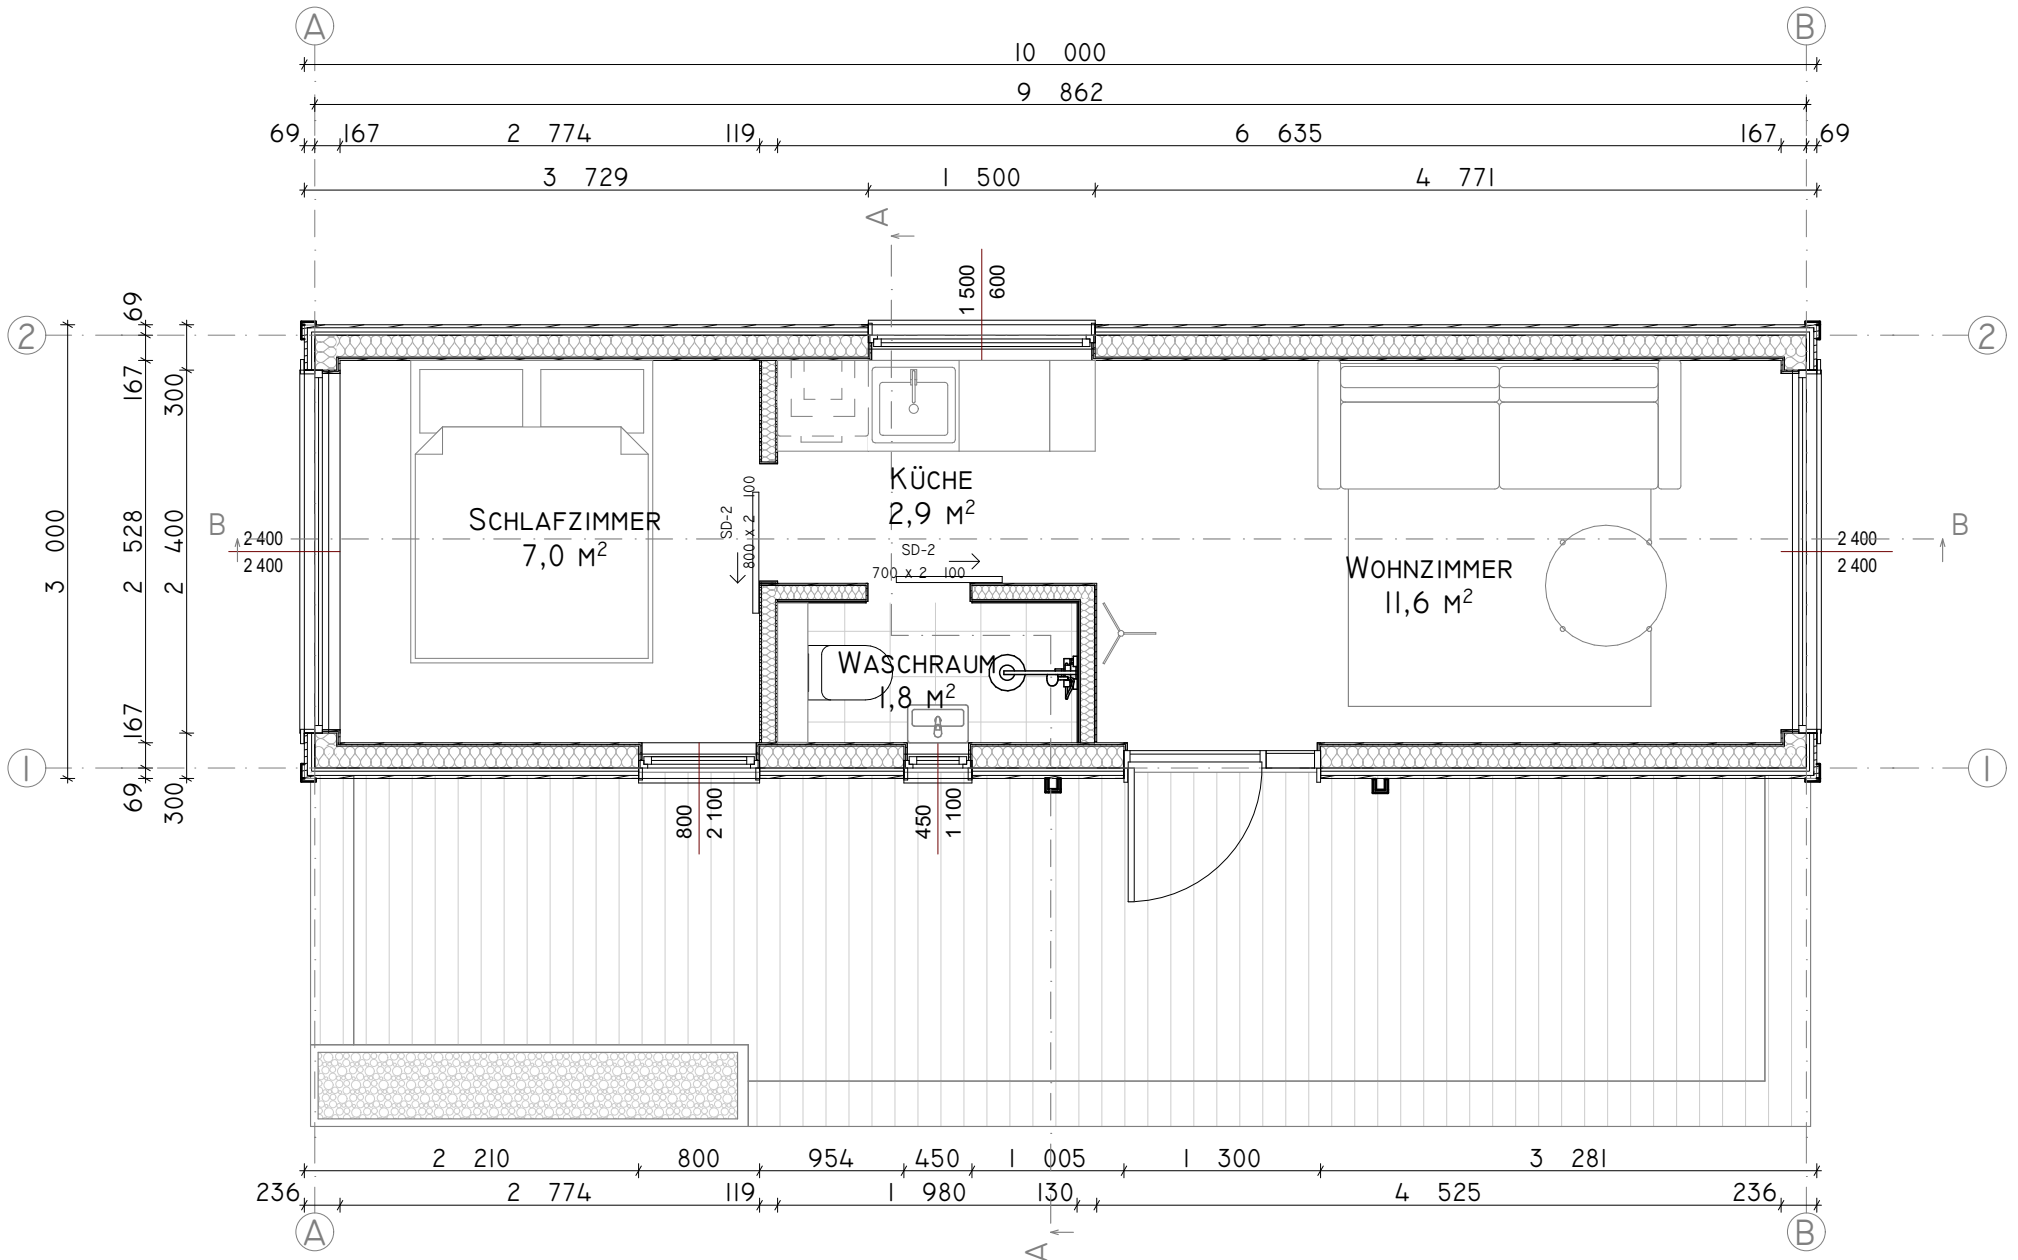 A B
10 000
9 862
69 167 2 774 119 6 635 167 69
3 729 1 500 4 771
A
1 500
600
2 2
69
167
300
3 000
2 528
2 400
167
69
300
B B
2 400
2 400
2 400
2 400
SCHLAFZIMMER
7,0 M²
SD-2
800 x 2 100
KÜCHE
2,9 M²
SD-2
700 x 2 100
WOHNZIMMER
11,6 M²
WASCHRAUM
1,8 M²
1 1
800
2 100
450
1 100
2 210 800 954 450 1 005 1 300 3 281
236 2 774 119 1 980 130 4 525 236
A A B